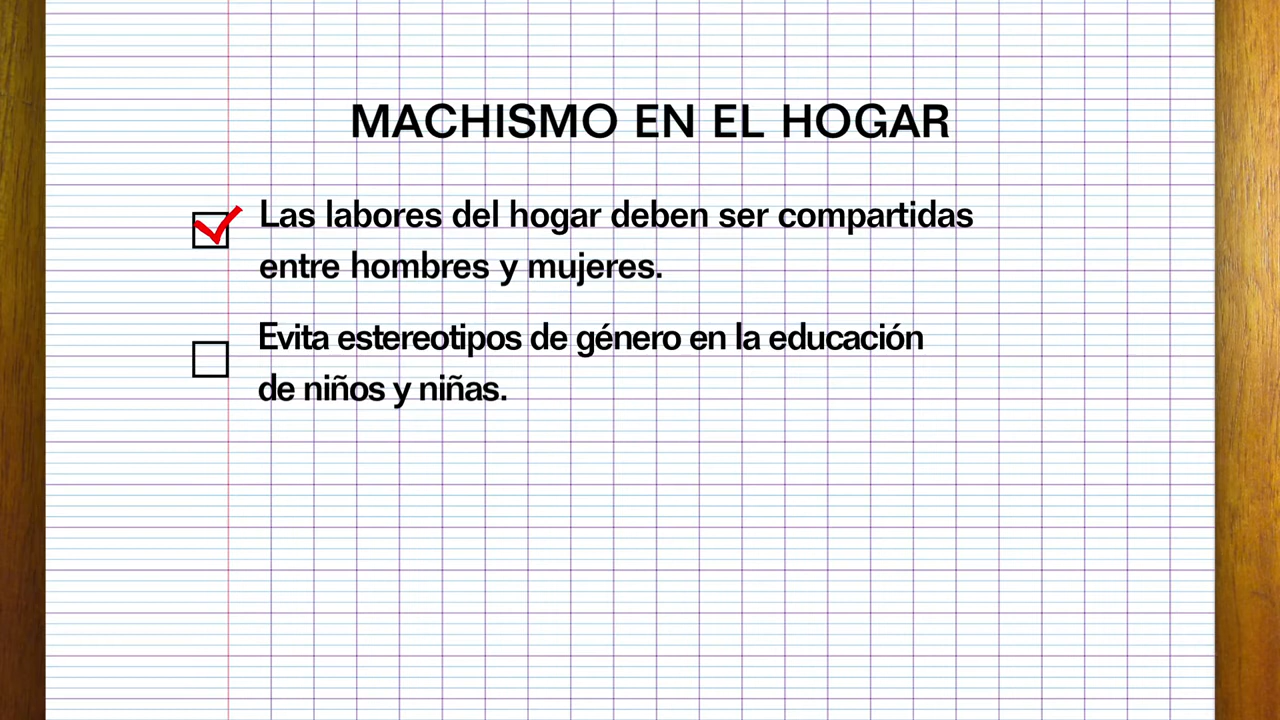 MACHISMO EN EL HOGAR
Las labores del hogar deben ser compartidas
entre hombres y mujeres.
Evita estereotipos de género en la educación
de niños y niñas.